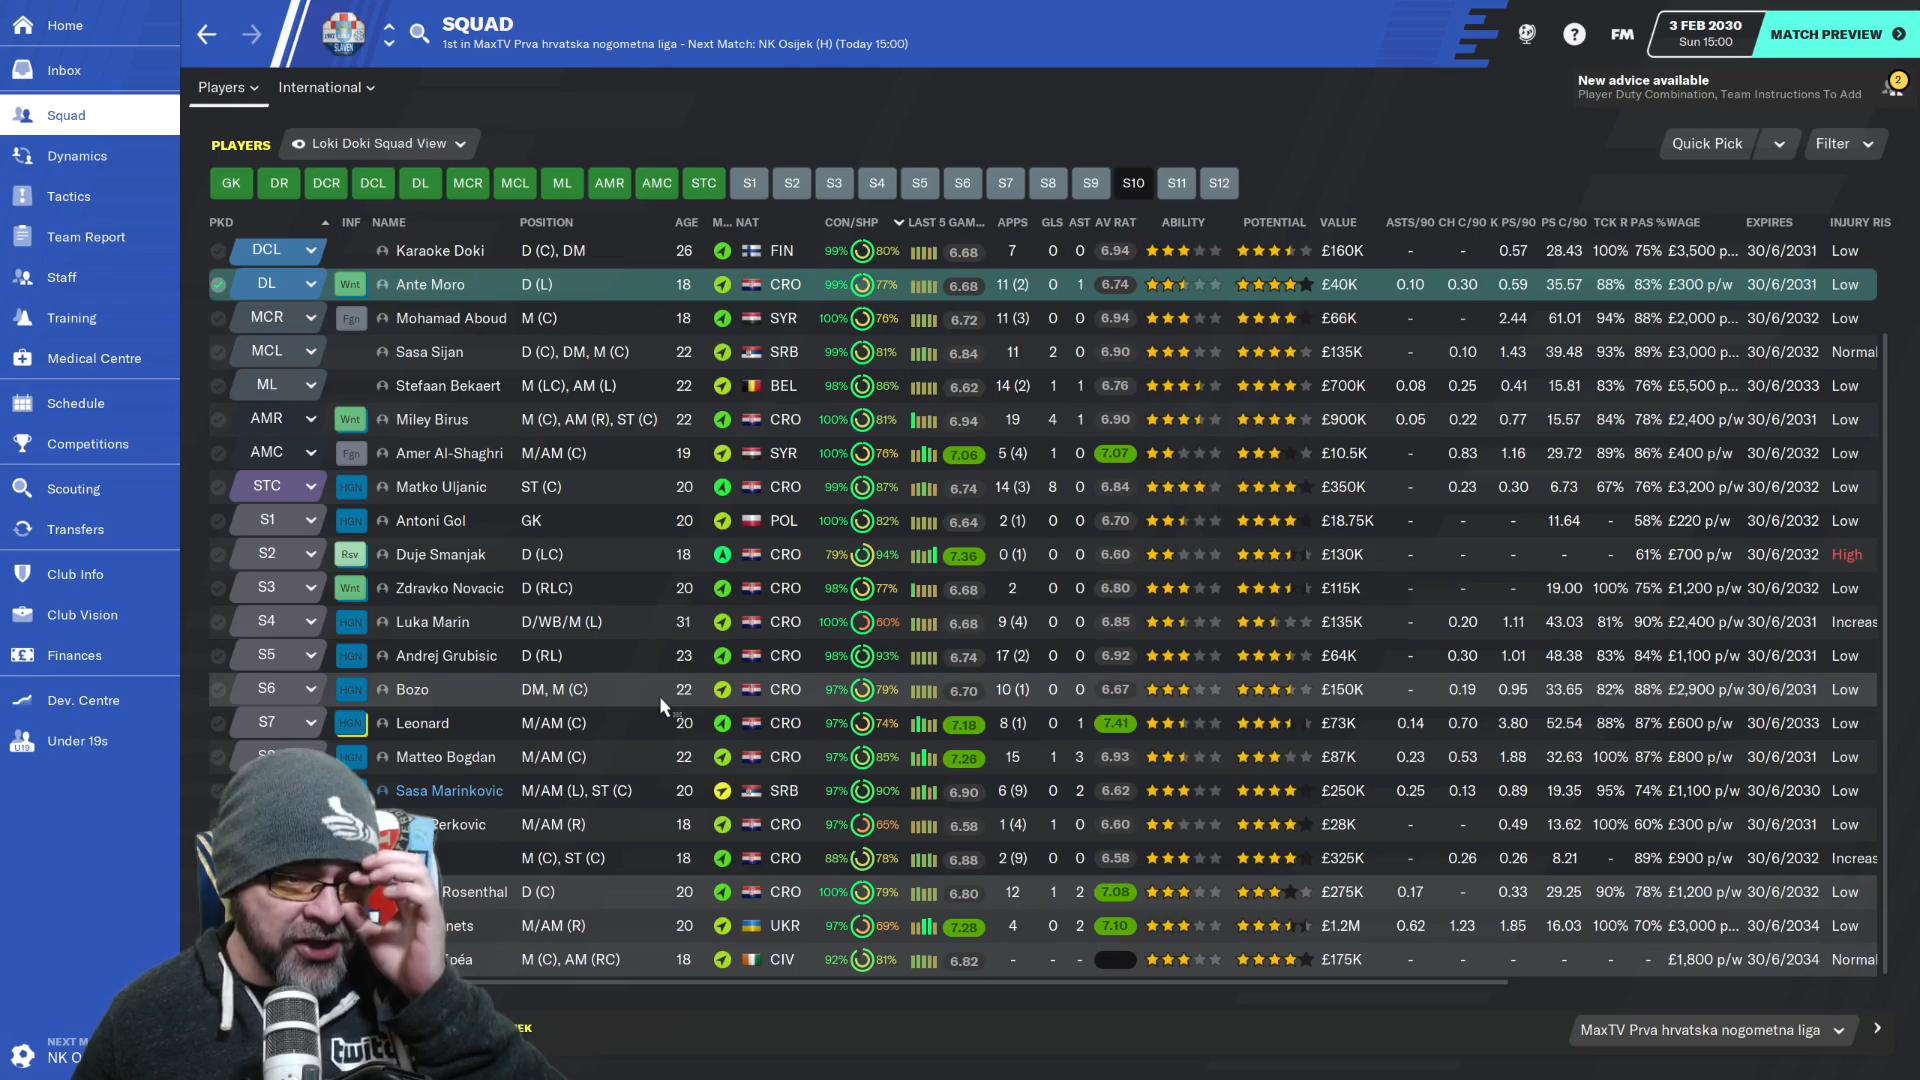 Home
SQUAD
1st in MaxTV Prva hrvatska nogometna liga - Next Match: NK Osijek (H) (Today 15:00)
FM
3 FEB 2030
Sun 15:00
MATCH PREVIEW
Inbox
Squad
Dynamics
Tactics
Team Report
Staff
Training
Medical Centre
Schedule
Competitions
Scouting
Transfers
Club Info
Club Vision
Finances
Dev. Centre
Under 19s
Players
International
New advice available
Player Duty Combination, Team Instructions To Add
2
PLAYERS
Loki Doki Squad View
Quick Pick
Filter
GK DR DCR DCL DL MCR MCL ML AMR AMC STC S1 S2 S3 S4 S5 S6 S7 S8 S9 S10 S11 S12
PKD INF NAME POSITION AGE M... NAT CON/SHP LAST 5 GAM... APPS GLS AST AV RAT ABILITY POTENTIAL VALUE ASTS/90 CH C/90 K PS/90 PS C/90 TCK R PAS % WAGE EXPIRES INJURY RIS
DCL Karaoke Doki D (C), DM 26 FIN 99% 80% 6.68 7 0 0 6.94 £160K - - 0.57 28.43 100% 75% £3,500 p... 30/6/2031 Low
DL Wnt Ante Moro D (L) 18 CRO 99% 77% 6.68 11 (2) 0 1 6.74 £40K 0.10 0.30 0.59 35.57 88% 83% £300 p/w 30/6/2031 Low
MCR Fgn Mohamad Aboud M (C) 18 SYR 100% 76% 6.72 11 (3) 0 0 6.94 £66K - - 2.44 61.01 94% 88% £2,000 p... 30/6/2032 Low
MCL Sasa Sijan D (C), DM, M (C) 22 SRB 99% 81% 6.84 11 2 0 6.90 £135K - 0.10 1.43 39.48 93% 89% £3,000 p... 30/6/2032 Normal
ML Stefaan Bekaert M (LC), AM (L) 22 BEL 98% 86% 6.62 14 (2) 1 1 6.76 £700K 0.08 0.25 0.41 15.81 83% 76% £5,500 p... 30/6/2033 Low
AMR Wnt Miley Birus M (C), AM (R), ST (C) 22 CRO 100% 81% 6.94 19 4 1 6.90 £900K 0.05 0.22 0.77 15.57 84% 78% £2,400 p/w 30/6/2031 Low
AMC Fgn Amer Al-Shaghri M/AM (C) 19 SYR 100% 76% 7.06 5 (4) 1 0 7.07 £10.5K - 0.83 1.16 29.72 89% 86% £400 p/w 30/6/2032 Low
STC HGN Matko Uljanic ST (C) 20 CRO 99% 87% 6.74 14 (3) 8 0 6.84 £350K - 0.23 0.30 6.73 67% 76% £3,200 p/w 30/6/2032 Low
S1 HGN Antoni Gol GK 20 POL 100% 82% 6.64 2 (1) 0 0 6.70 £18.75K - - - 11.64 - 58% £220 p/w 30/6/2032 Low
S2 Rsv Duje Smanjak D (LC) 18 CRO 79% 94% 7.36 0 (1) 0 0 6.60 £130K - - - - - 61% £700 p/w 30/6/2032 High
S3 Wnt Zdravko Novacic D (RLC) 20 CRO 98% 77% 6.68 2 0 0 6.80 £115K - - - 19.00 100% 75% £1,200 p/w 30/6/2031 Low
S4 HGN Luka Marin D/WB/M (L) 31 CRO 100% 60% 6.68 9 (4) 0 0 6.85 £135K - 0.20 1.11 43.03 81% 90% £2,400 p/w 30/6/2031 Increas
S5 HGN Andrej Grubisic D (RL) 23 CRO 98% 93% 6.74 17 (2) 0 0 6.92 £64K - 0.30 1.01 48.38 83% 84% £1,100 p/w 30/6/2031 Low
S6 HGN Bozo DM, M (C) 22 CRO 97% 79% 6.70 10 (1) 0 0 6.67 £150K - 0.19 0.95 33.65 82% 88% £2,900 p/w 30/6/2031 Low
S7 HGN Leonard M/AM (C) 20 CRO 97% 74% 7.18 8 (1) 0 1 7.41 £73K 0.14 0.70 3.80 52.54 88% 87% £600 p/w 30/6/2031 Low
HGN Matteo Bogdan M/AM (C) 22 CRO 97% 85% 7.26 15 1 3 6.93 £87K 0.23 0.53 1.88 32.63 100% 87% £800 p/w 30/6/2031 Low
Sasa Marinkovic M/AM (L), ST (C) 20 SRB 97% 90% 6.90 6 (9) 0 2 6.62 £250K 0.25 0.13 0.89 19.35 95% 74% £1,100 p/w 30/6/2030 Low
Perkovic M/AM (R) 18 CRO 97% 65% 6.58 1 (4) 1 0 6.60 £28K - - 0.49 13.62 100% 60% £300 p/w 30/6/2031 Low
M (C), ST (C) 18 CRO 88% 78% 6.88 2 (9) 0 0 6.58 £325K - 0.26 0.26 8.21 - 89% £900 p/w 30/6/2032 Increas
Rosenthal D (C) 20 CRO 100% 79% 6.80 12 1 2 7.08 £275K 0.17 - 0.33 29.25 90% 78% £1,200 p/w 30/6/2032 Low
nets M/AM (R) 20 UKR 97% 69% 7.28 4 0 2 7.10 £1.2M 0.62 1.23 1.85 16.03 100% 70% £3,000 p... 30/6/2034 Low
M (C), AM (RC) 18 CIV 92% 81% 6.82 - - - £175K - - - - - - £1,800 p/w 30/6/2034 Normal
twitc
NEXT M
NK O
EK
MaxTV Prva hrvatska nogometna liga